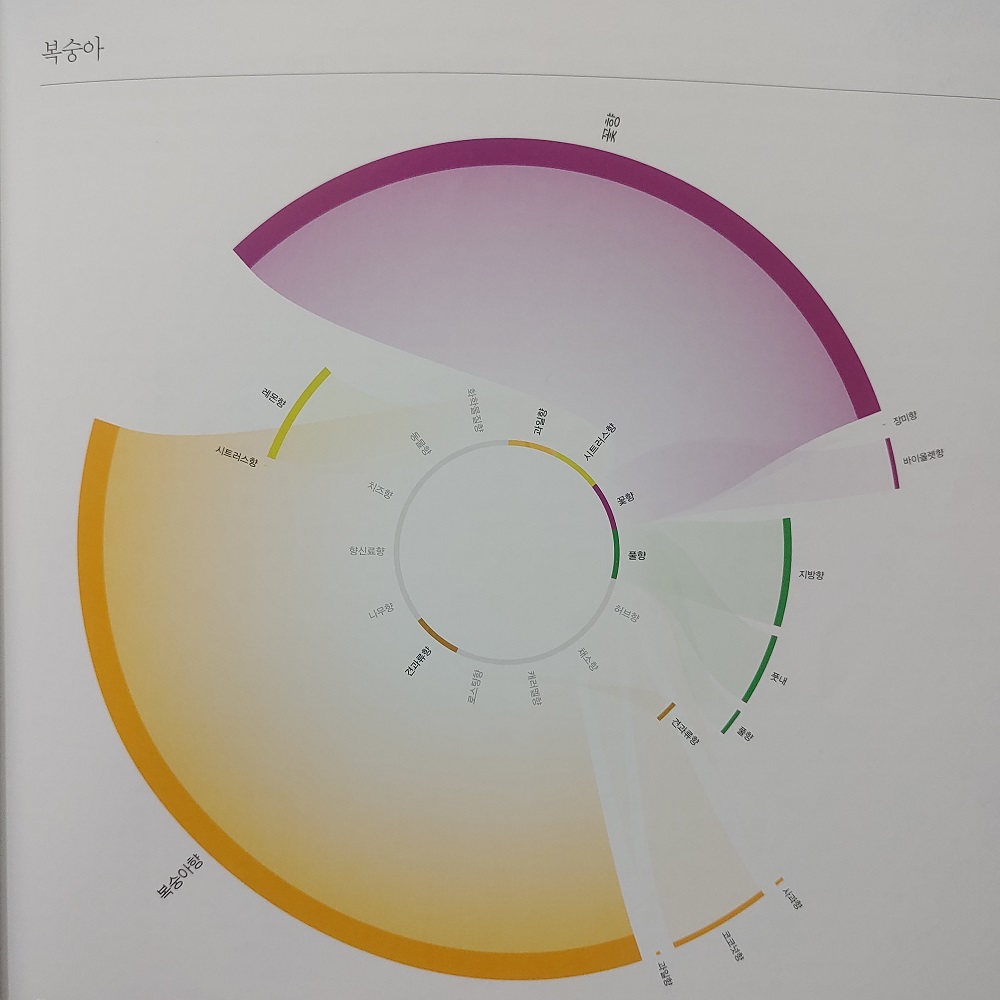 복숭아
꽃향
장미향
바이올렛향
지방향
풋내
풀향
견과류향
사과향
코코넛향
과일향
복숭아향
시트러스향
레몬향
화학물질향
과일향
시트러스향
꽃향
풀향
허브향
채소향
캐러멜향
로스팅향
견과류향
나무향
향신료향
치즈향
동물향